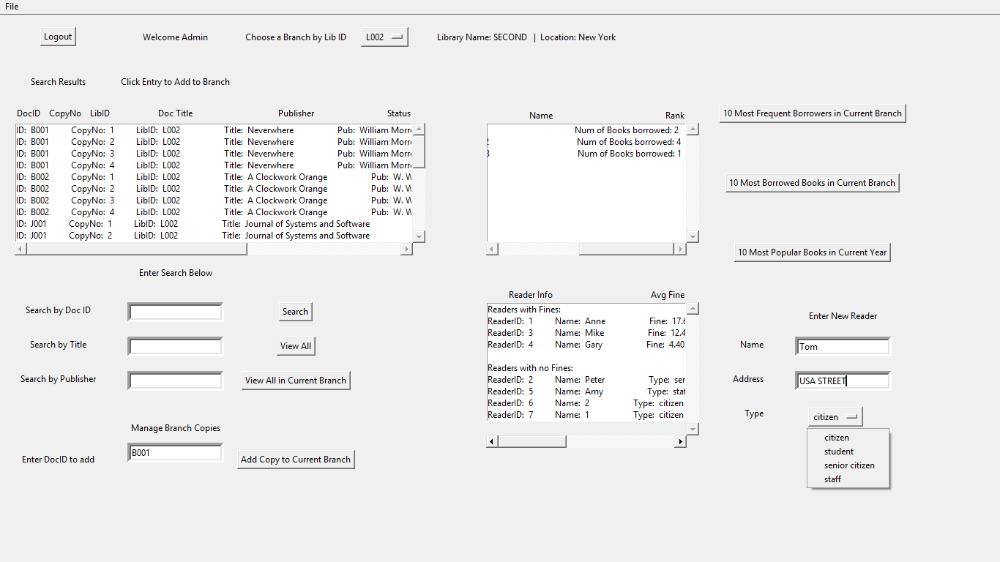 File
Logout Welcome Admin Choose a Branch by Lib ID L002 Library Name: SECOND | Location: New York
Search Results Click Entry to Add to Branch
DocID CopyNo LibID Doc Title Publisher Status
ID: B001 CopyNo: 1 LibID: L002 Title: Neverwhere Pub: William Morr
ID: B001 CopyNo: 2 LibID: L002 Title: Neverwhere Pub: William Morr
ID: B001 CopyNo: 3 LibID: L002 Title: Neverwhere Pub: William Morr
ID: B001 CopyNo: 4 LibID: L002 Title: Neverwhere Pub: William Morr
ID: B002 CopyNo: 1 LibID: L002 Title: A Clockwork Orange Pub: W. W
ID: B002 CopyNo: 2 LibID: L002 Title: A Clockwork Orange Pub: W. W
ID: B002 CopyNo: 3 LibID: L002 Title: A Clockwork Orange Pub: W. W
ID: B002 CopyNo: 4 LibID: L002 Title: A Clockwork Orange Pub: W. W
ID: J001 CopyNo: 1 LibID: L002 Title: Journal of Systems and Software
ID: J001 CopyNo: 2 LibID: L002 Title: Journal of Systems and Software
Name Rank
Num of Books borrowed: 2
Num of Books borrowed: 4
Num of Books borrowed: 1
10 Most Frequent Borrowers in Current Branch
10 Most Borrowed Books in Current Branch
10 Most Popular Books in Current Year
Enter Search Below
Search by Doc ID Search
Search by Title View All
Search by Publisher View All in Current Branch
Manage Branch Copies
Enter DocID to add B001 Add Copy to Current Branch
Reader Info Avg Fine
Readers with Fines:
ReaderID: 1 Name: Anne Fine: 17.6
ReaderID: 3 Name: Mike Fine: 12.4
ReaderID: 4 Name: Gary Fine: 4.40
Readers with no Fines:
ReaderID: 2 Name: Peter Type: ser
ReaderID: 5 Name: Amy Type: staf
ReaderID: 6 Name: 2 Type: citizen
ReaderID: 7 Name: 1 Type: citizen
Enter New Reader
Name Tom
Address USA STREET
Type citizen
citizen
student
senior citizen
staff